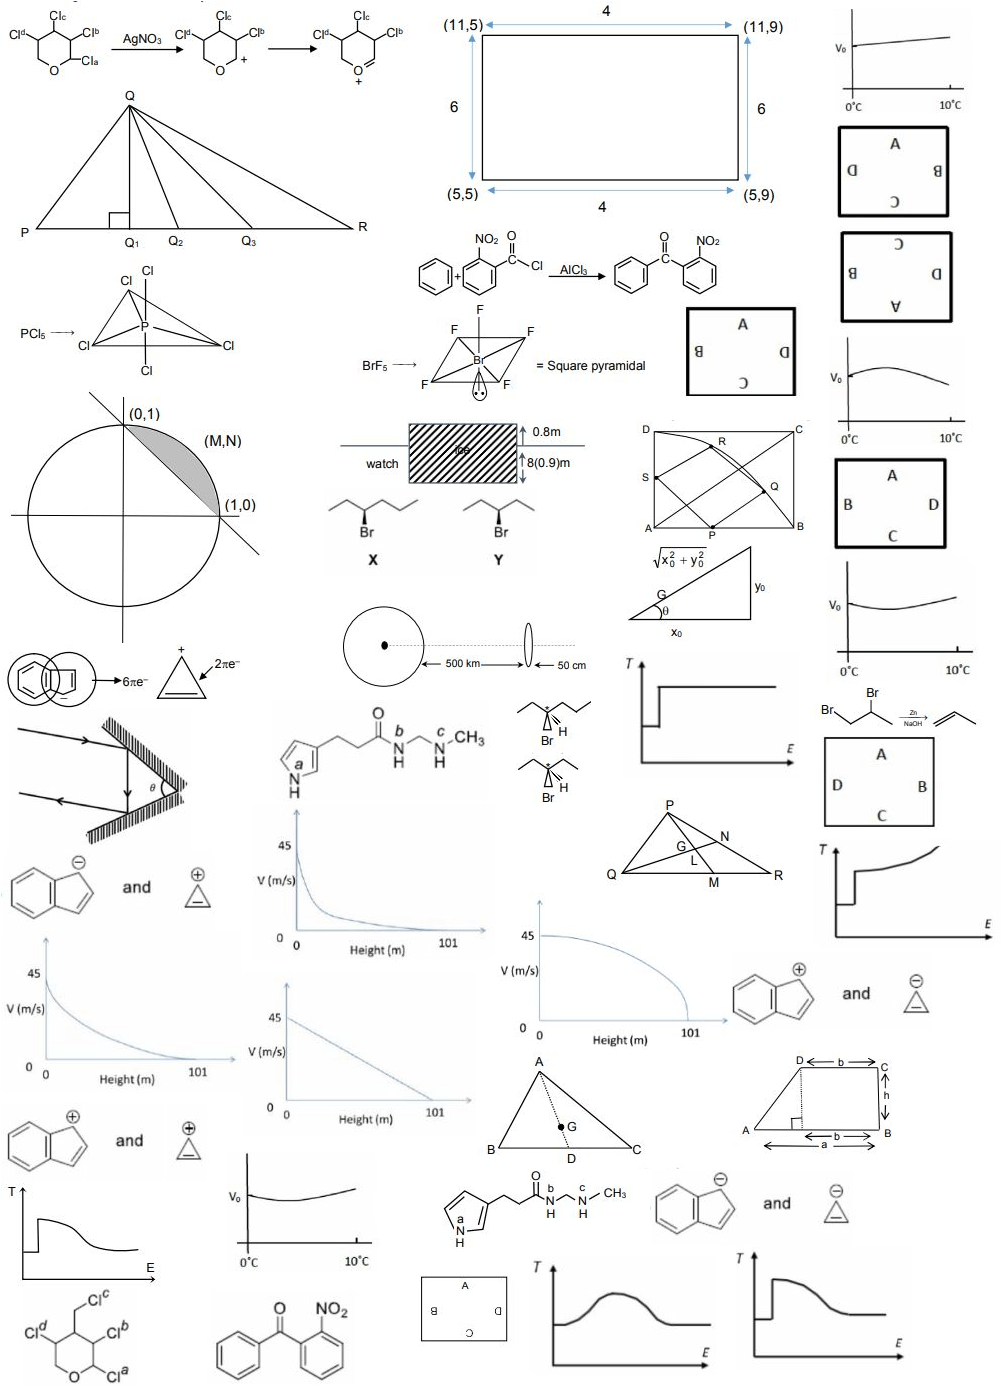 Clc
Cld
Clb
Cla
O
AgNO3
Clc
Cld
Clb
O
+
Clc
Cld
Clb
O
+
(11,5)
4
(11,9)
6
6
(5,5)
4
(5,9)
V0
0°C
10°C
Q
P
Q1
Q2
Q3
R
A
D
B
C
NO2
O
C
Cl
+
AlCl3
O
C
NO2
C
B
D
A
PCl5
Cl
Cl
P
Cl
Cl
Cl
BrF5
F
F
F
Br
F
F
= Square pyramidal
A
B
D
C
V0
0°C
10°C
(0,1)
(M,N)
(1,0)
watch
ice
0.8m
8(0.9)m
D
C
R
S
Q
A
P
B
A
B
D
C
Br
Br
X
Y
√x0² + y0²
G
θ
y0
x0
V0
0°C
10°C
500 km
50 cm
6πe–
+
2πe–
–
T
E
Br
Br
Zn
NaOH
θ
O
b
c
N
H
N
H
CH3
a
N
H
*
H
Br
*
H
Br
A
D
B
C
P
N
G
L
Q
M
R
T
E
and
45
V (m/s)
0
0
Height (m)
101
45
V (m/s)
0
0
Height (m)
101
45
V (m/s)
0
0
Height (m)
101
45
V (m/s)
0
0
Height (m)
101
and
and
A
G
B
D
C
D
b
C
h
A
b
B
a
T
E
V0
0°C
10°C
O
b
c
N
H
N
H
CH3
a
N
H
and
Clc
Cld
Clb
Cla
O
O
NO2
A
B
D
C
T
E
T
E